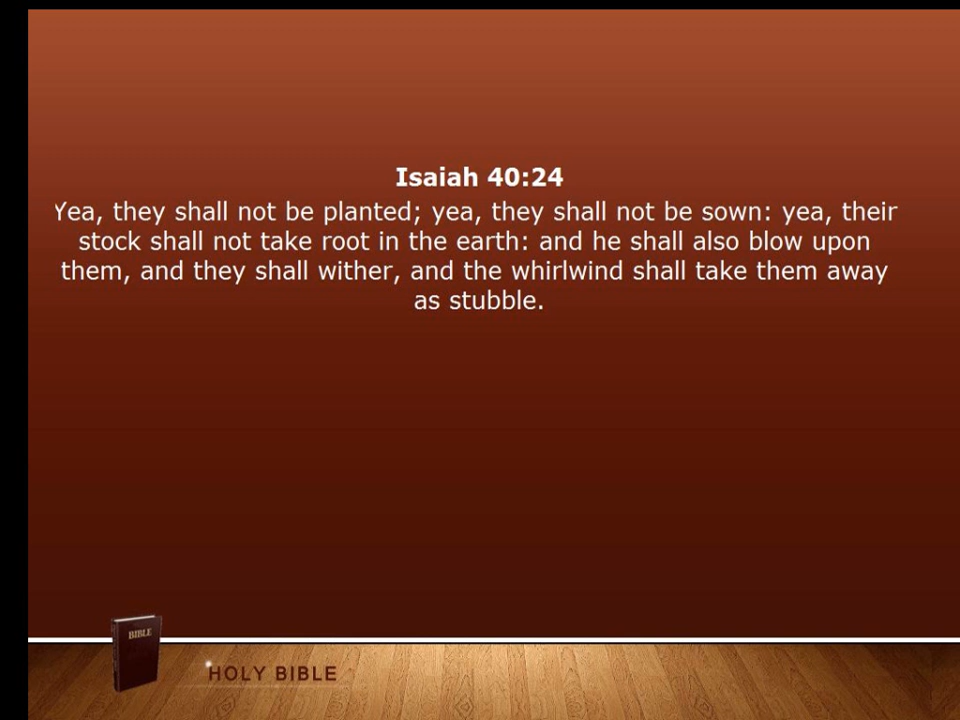 Isaiah 40:24
Yea, they shall not be planted; yea, they shall not be sown: yea, their
stock shall not take root in the earth: and he shall also blow upon
them, and they shall wither, and the whirlwind shall take them away
as stubble.
BIBLE
HOLY BIBLE